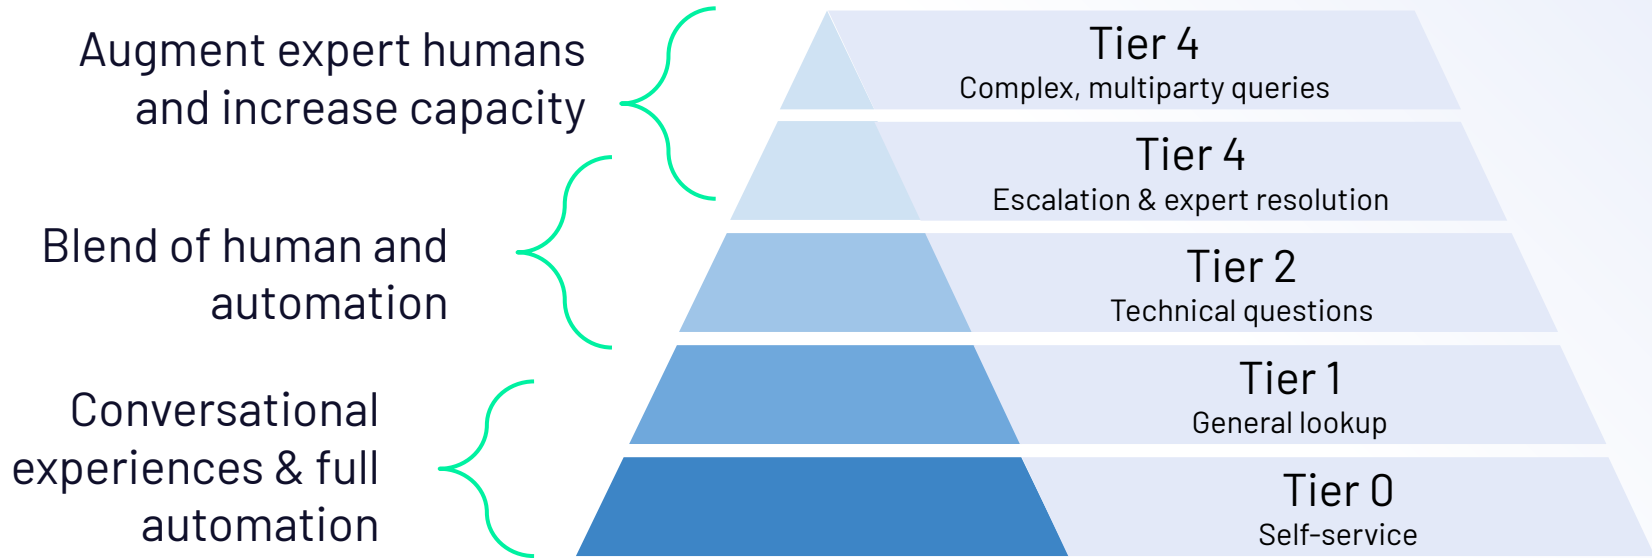 Augment expert humans
and increase capacity
Blend of human and
automation
Conversational
experiences & full
automation
Tier 4
Complex, multiparty queries
Tier 4
Escalation & expert resolution
Tier 2
Technical questions
Tier 1
General lookup
Tier 0
Self-service